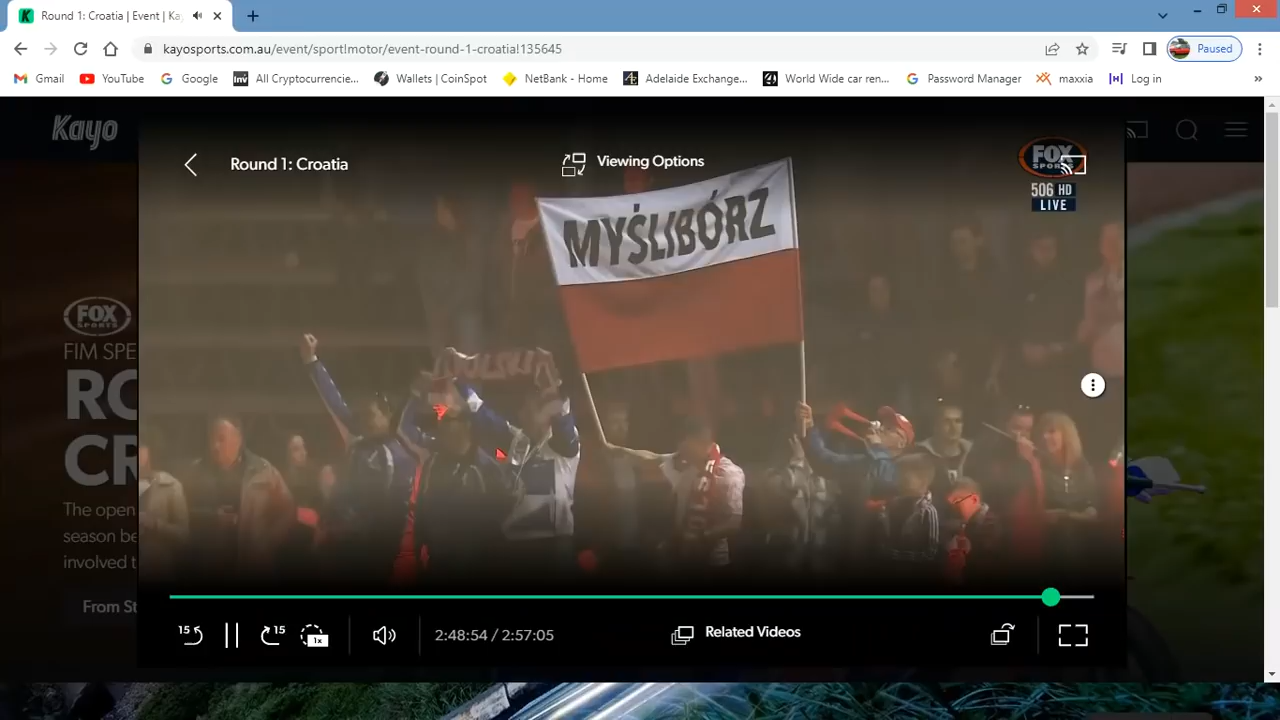 Round 1: Croatia | Event | Ka
kayosports.com.au/event/sport!motor/event-round-1-croatia!135645
Paused
Gmail
YouTube
Google
Inv
All Cryptocurrencie...
Wallets | CoinSpot
NetBank - Home
Adelaide Exchange...
World Wide car ren...
Password Manager
maxxia
Log in
»
Kayo
Round 1: Croatia
Viewing Options
FOX
SPORTS
506 HD
LIVE
MYŚLIBÓRZ
POLSKA
FOX
SPORTS
FIM SPE
RO
CR
The open
season be
involved t
From St
15
15
1x
2:48:54 / 2:57:05
Related Videos